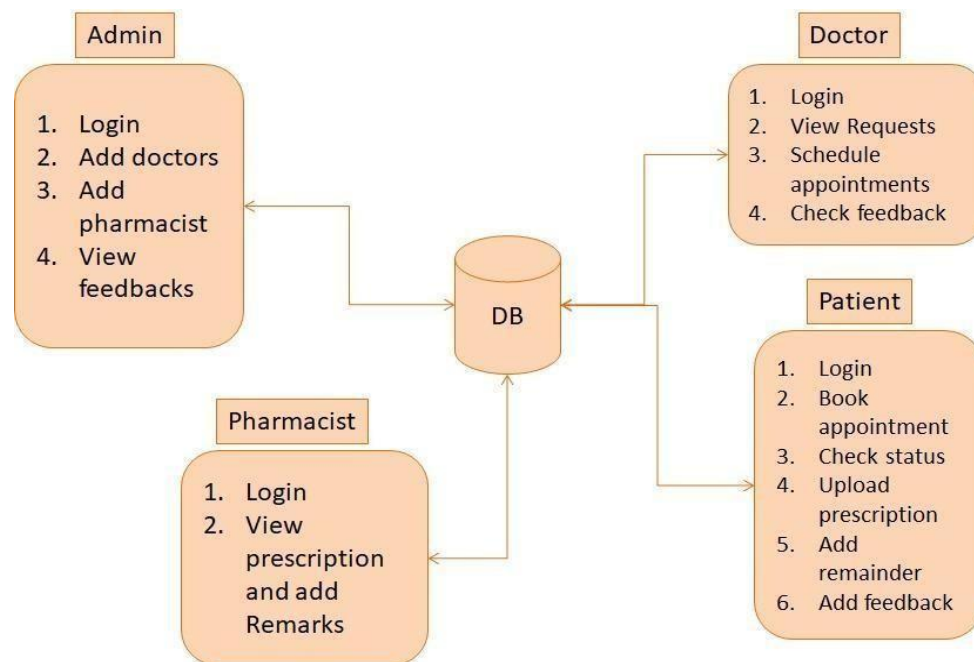 Admin
1. Login
2. Add doctors
3. Add
pharmacist
4. View
feedbacks
Doctor
1. Login
2. View Requests
3. Schedule
appointments
4. Check feedback
DB
Pharmacist
1. Login
2. View
prescription
and add
Remarks
Patient
1. Login
2. Book
appointment
3. Check status
4. Upload
prescription
5. Add
remainder
6. Add feedback